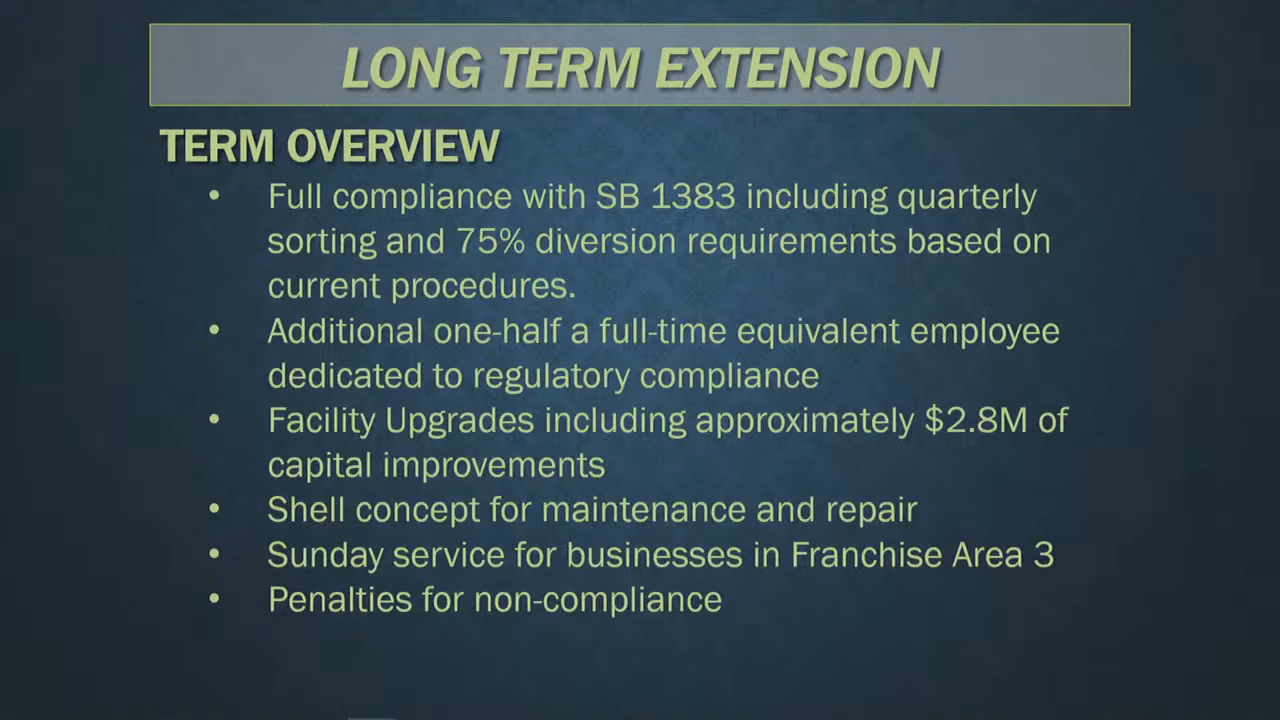 LONG TERM EXTENSION
TERM OVERVIEW
• Full compliance with SB 1383 including quarterly
sorting and 75% diversion requirements based on
current procedures.
• Additional one-half a full-time equivalent employee
dedicated to regulatory compliance
• Facility Upgrades including approximately $2.8M of
capital improvements
• Shell concept for maintenance and repair
• Sunday service for businesses in Franchise Area 3
• Penalties for non-compliance